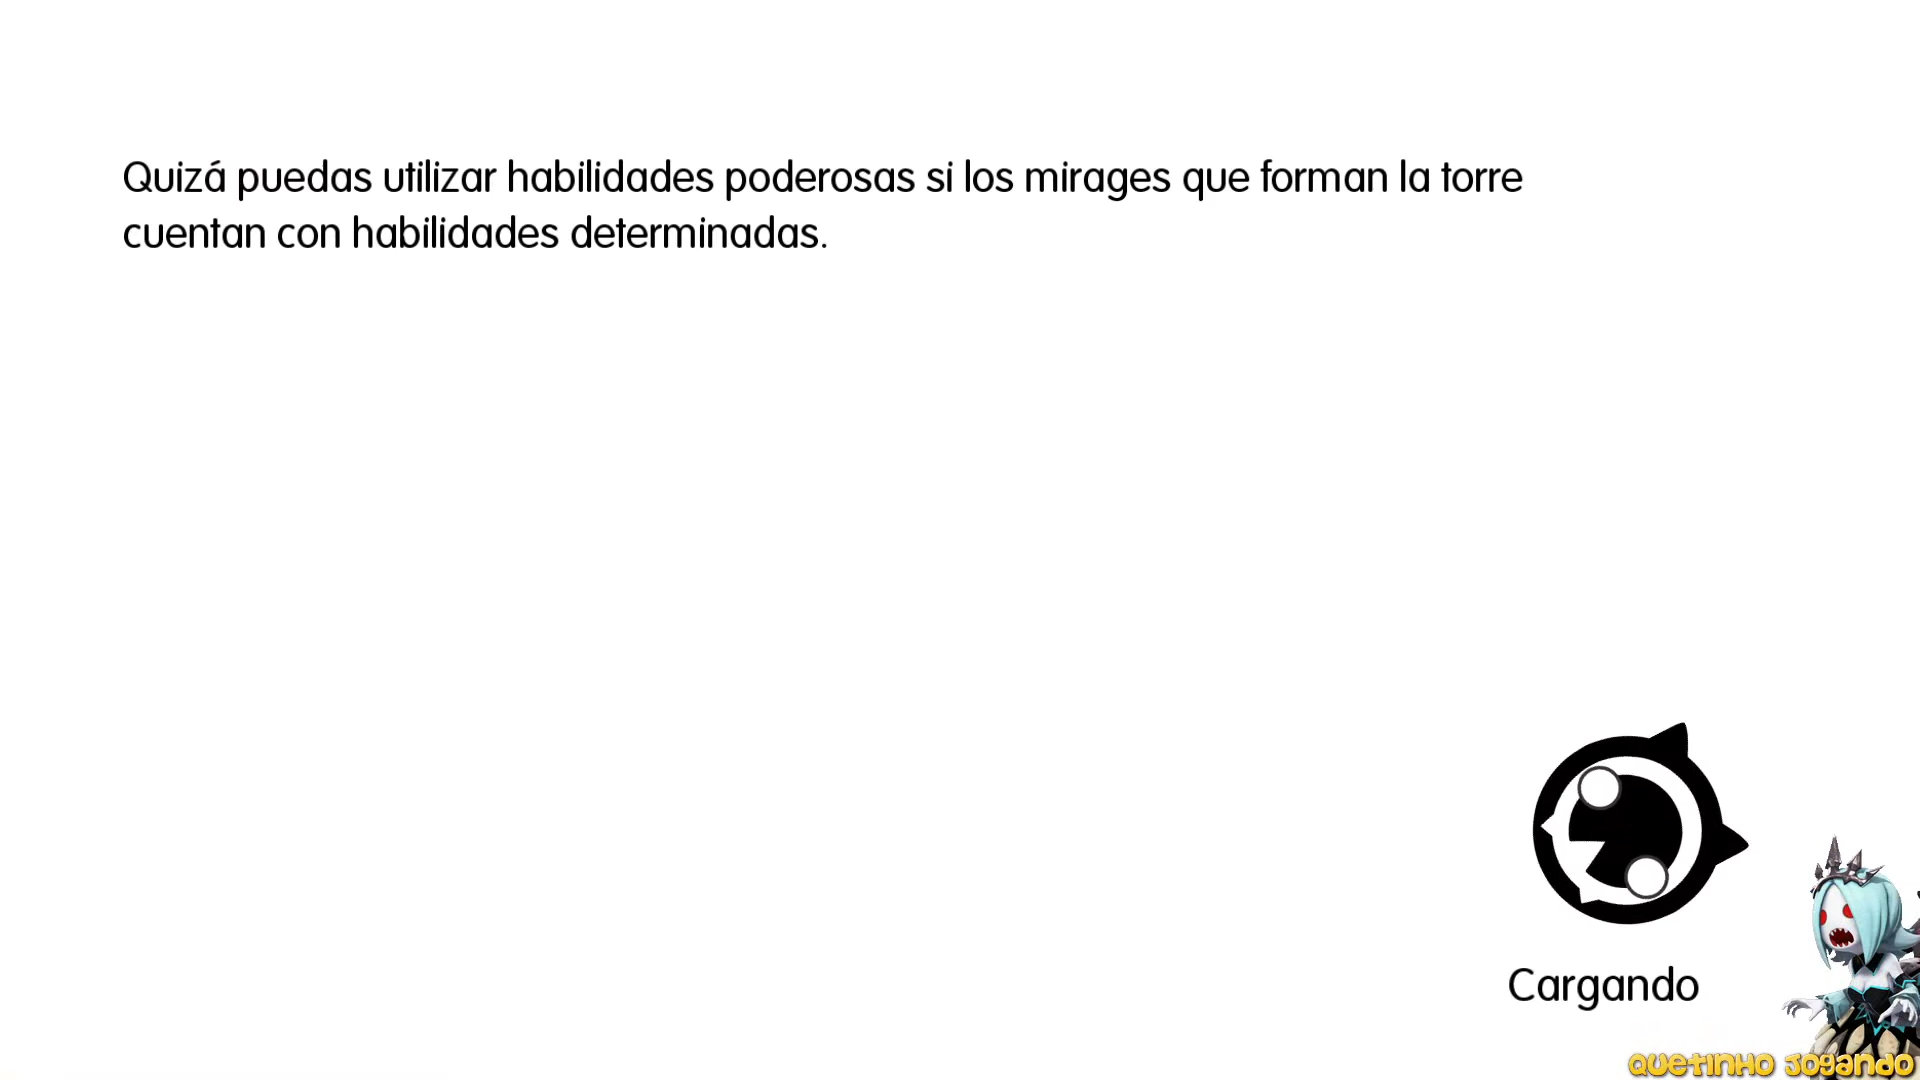 Quizá puedas utilizar habilidades poderosas si los mirages que forman la torre
cuentan con habilidades determinadas.
Cargando
QUETINHO JOGANDO